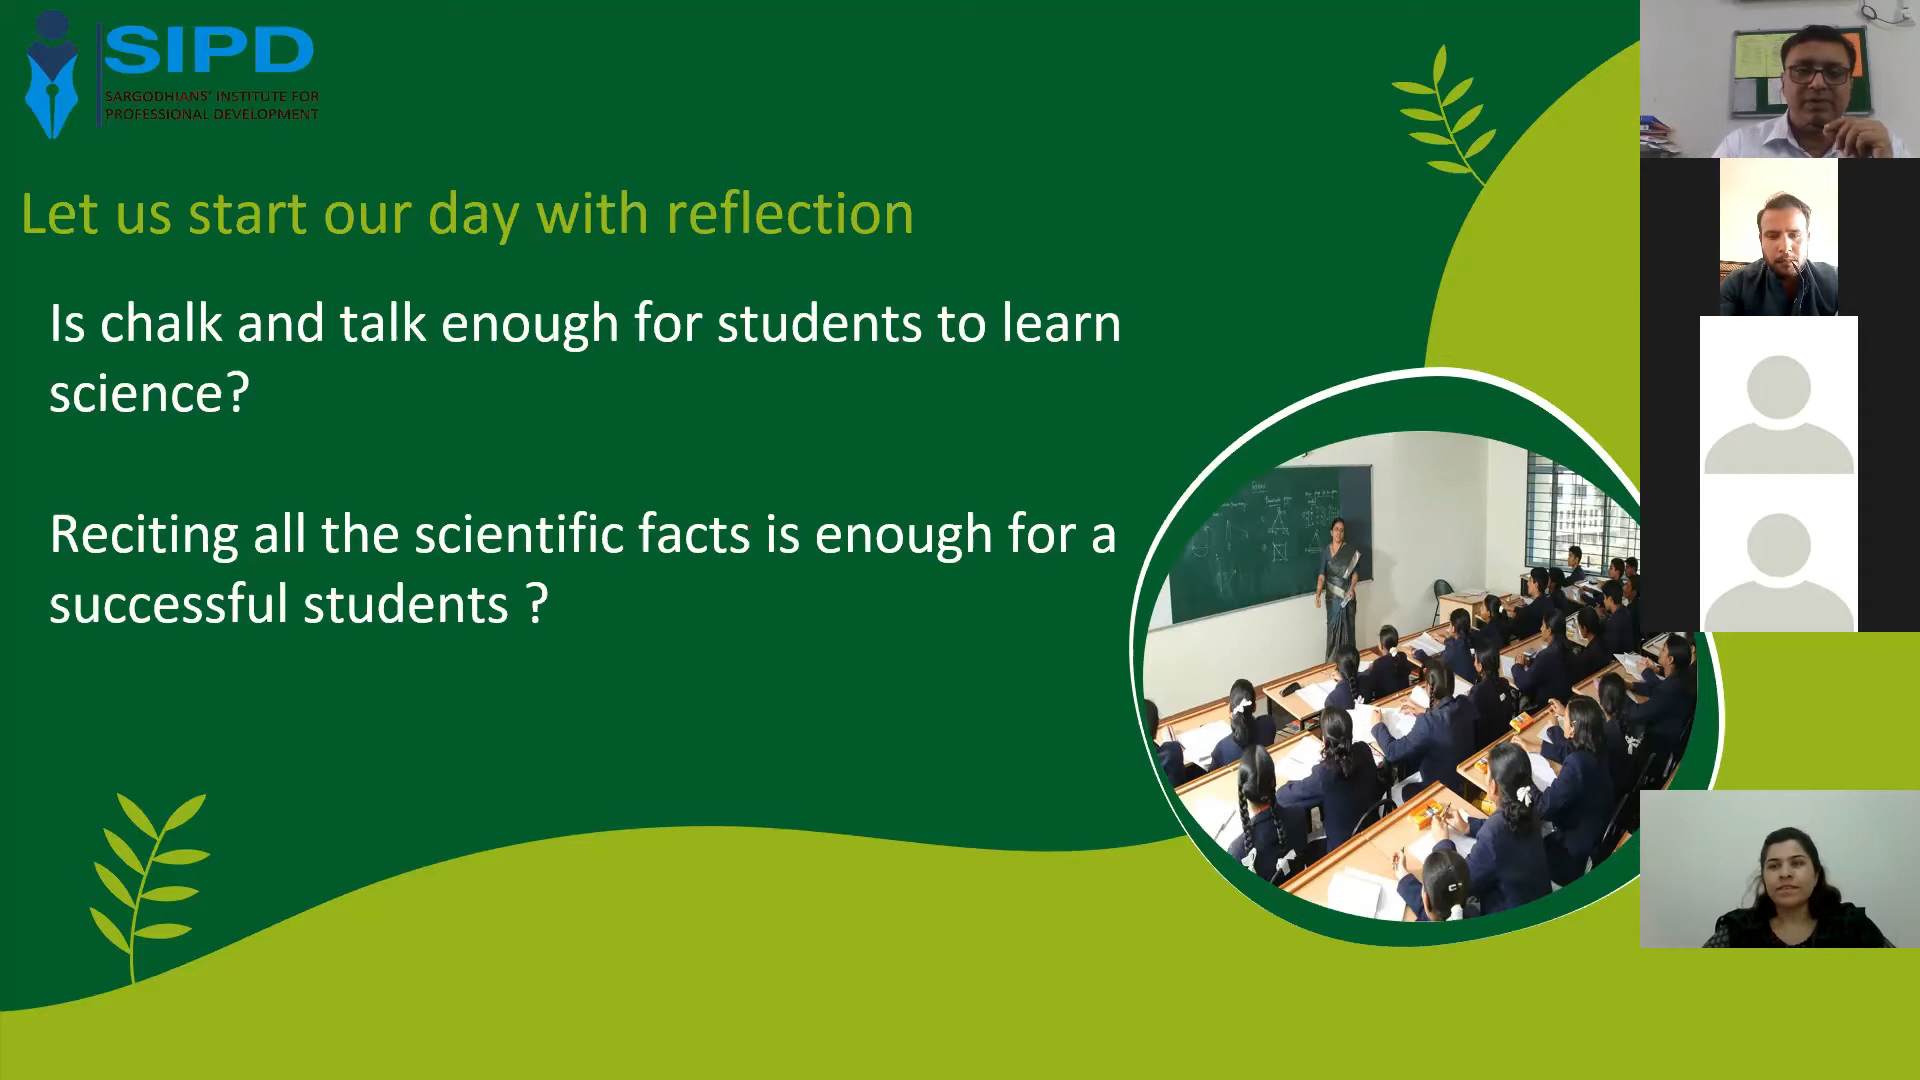 SIPD
SARGODHIANS' INSTITUTE FOR
PROFESSIONAL DEVELOPMENT
Let us start our day with reflection
Is chalk and talk enough for students to learn
science?
Reciting all the scientific facts is enough for a
successful students ?